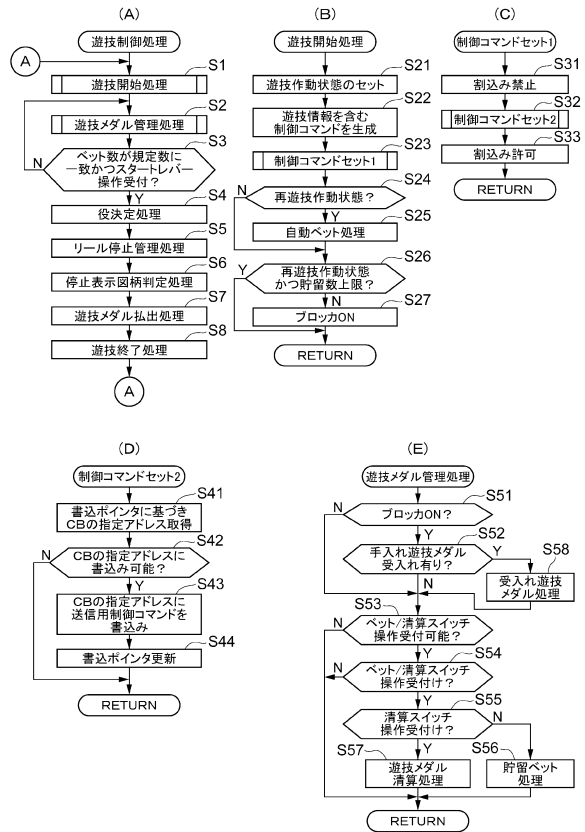 (A)
遊技制御処理
A
S1
遊技開始処理
S2
遊技メダル管理処理
S3
ベット数が規定数に
一致かつスタートレバー
操作受付?
N
Y
S4
役決定処理
S5
リール停止管理処理
S6
停止表示図柄判定処理
S7
遊技メダル払出処理
S8
遊技終了処理
A
(B)
遊技開始処理
S21
遊技作動状態のセット
S22
遊技情報を含む
制御コマンドを生成
S23
制御コマンドセット1
S24
再遊技作動状態?
N
Y
S25
自動ベット処理
S26
再遊技作動状態
かつ貯留数上限?
Y
N
S27
ブロッカON
RETURN
(C)
制御コマンドセット1
S31
割込み禁止
S32
制御コマンドセット2
S33
割込み許可
RETURN
(D)
制御コマンドセット2
S41
書込ポインタに基づき
CBの指定アドレス取得
S42
CBの指定アドレスに
書込み可能?
N
Y
S43
CBの指定アドレスに
送信用制御コマンドを
書込み
S44
書込ポインタ更新
RETURN
(E)
遊技メダル管理処理
S51
ブロッカON?
N
Y
S52
手入れ遊技メダル
受入れ有り?
Y
N
S58
受入れ遊技
メダル処理
S53
ベット/清算スイッチ
操作受付可能?
N
Y
S54
ベット/清算スイッチ
操作受付け?
N
Y
S55
清算スイッチ
操作受付け?
N
Y
S57
遊技メダル
清算処理
S56
貯留ベット
処理
RETURN